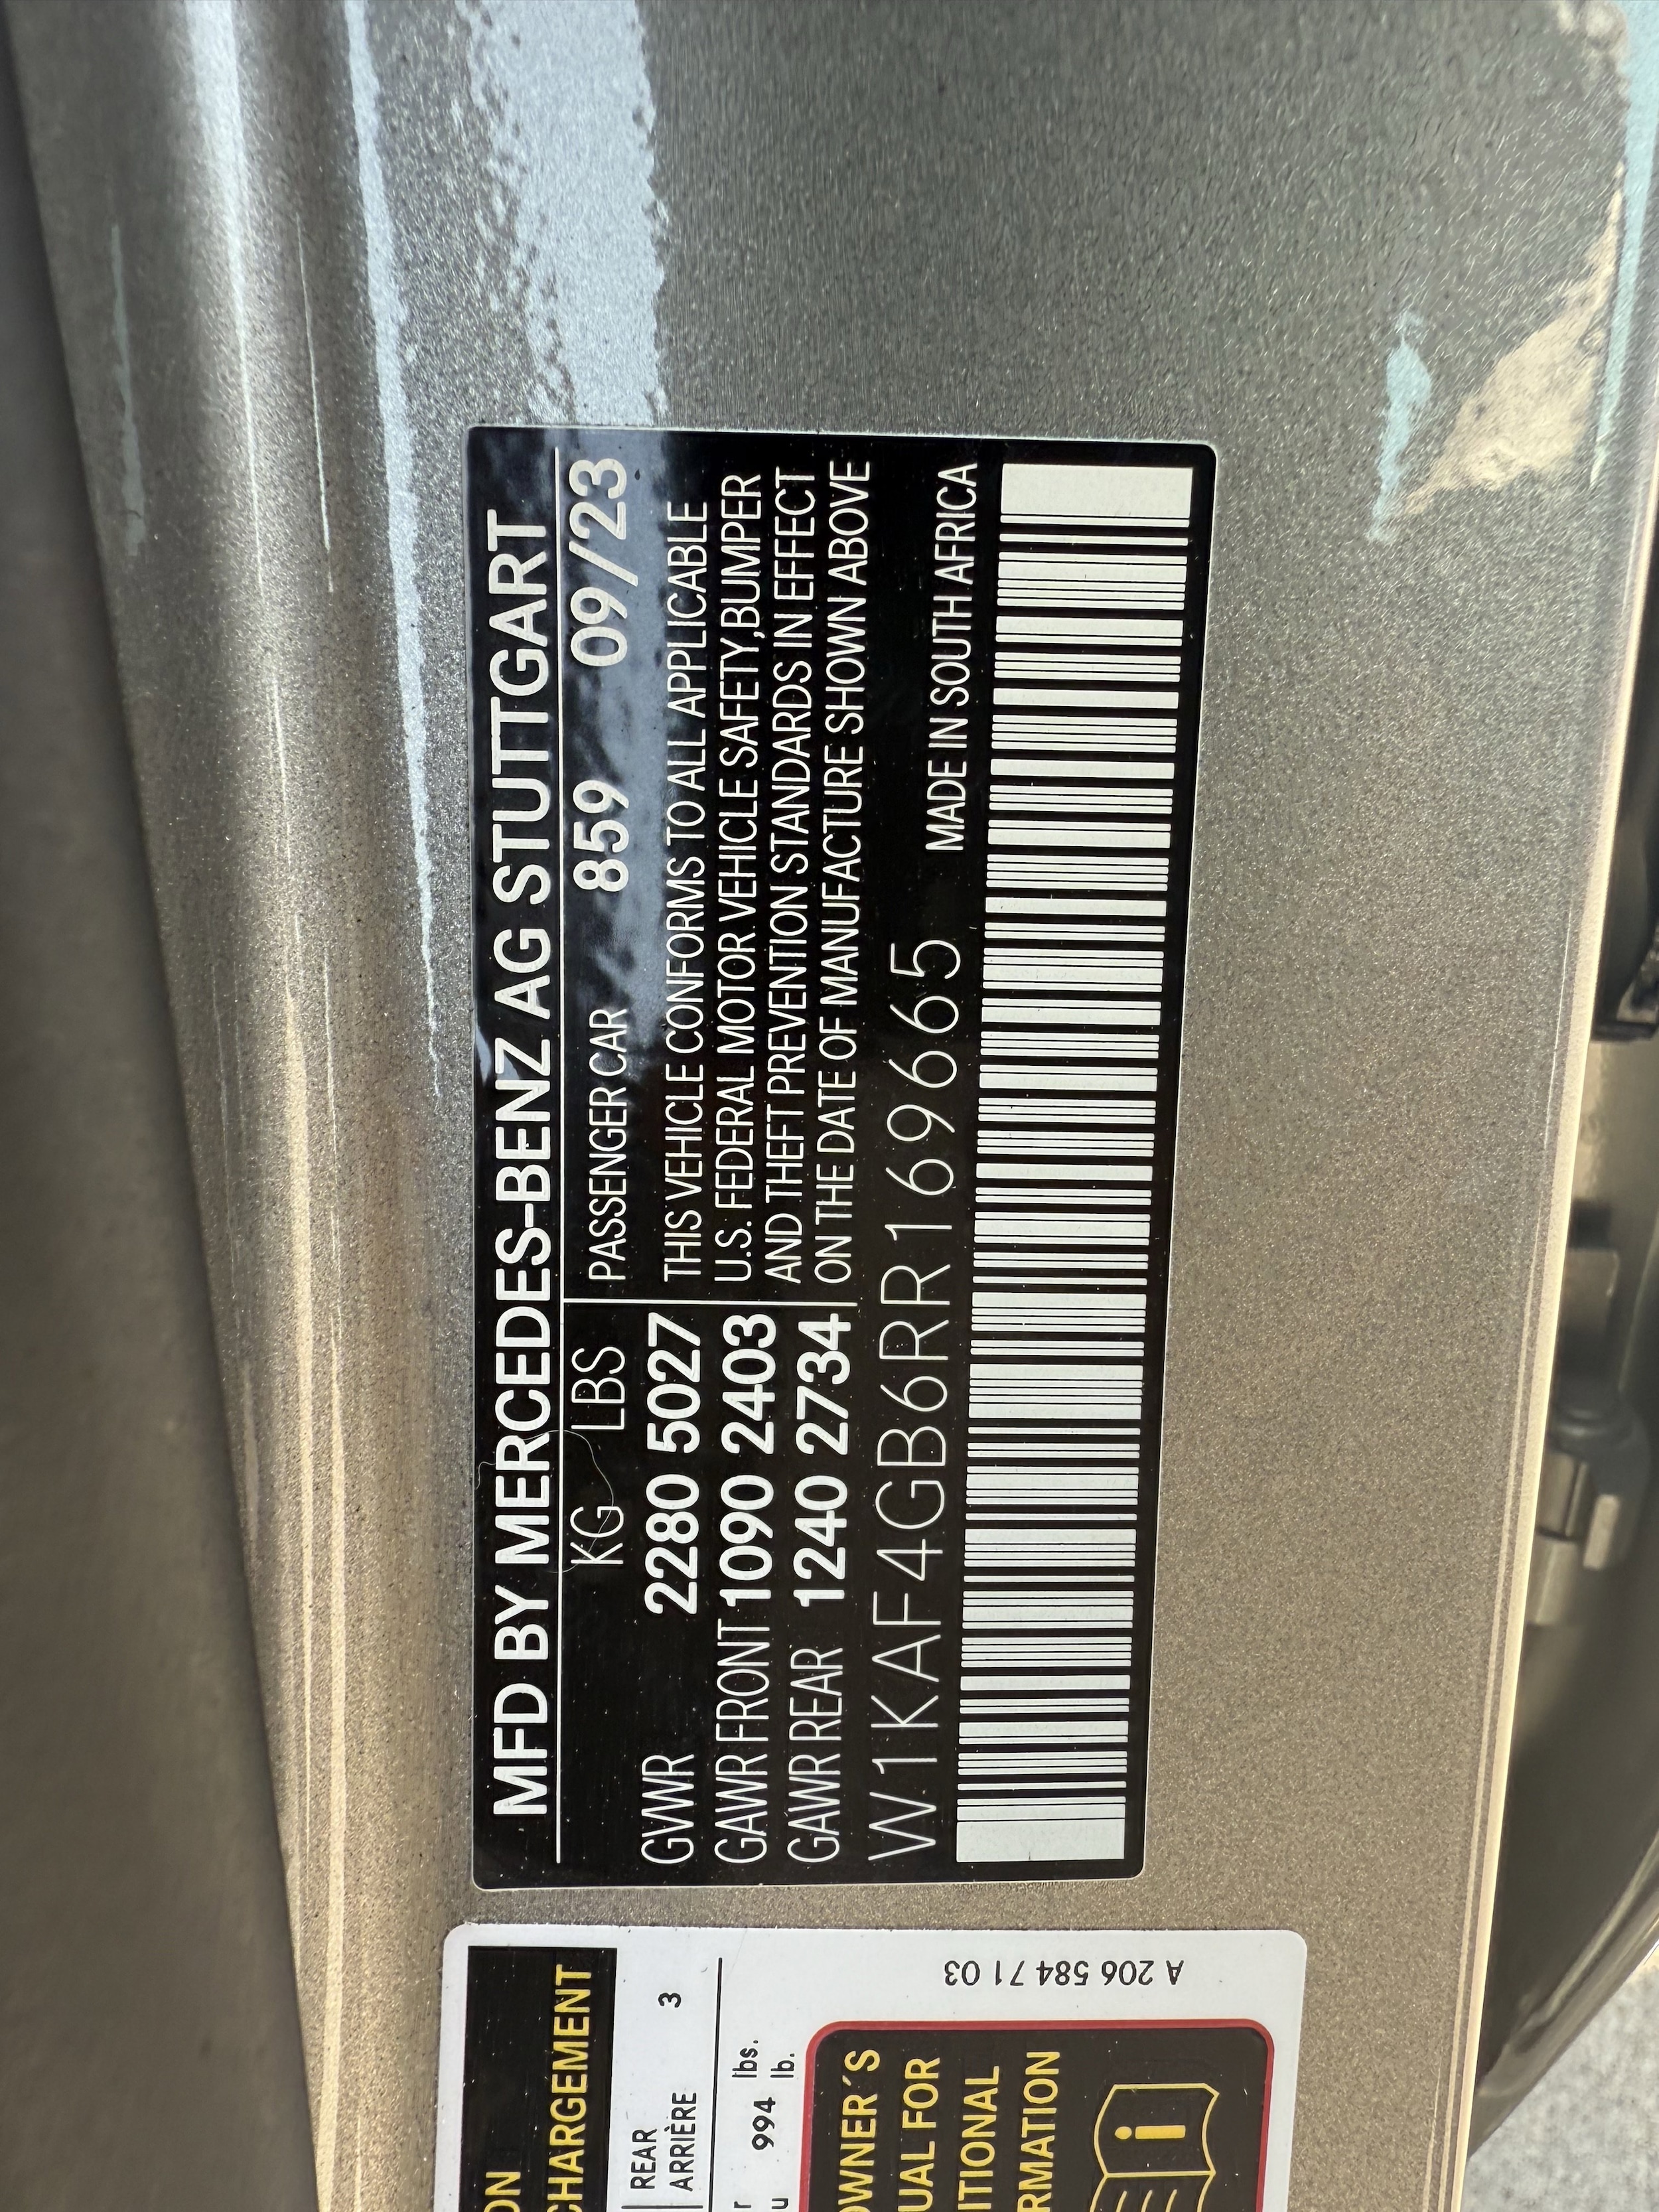 MFD BY MERCEDES-BENZ AG STUTTGART
KG LBS
GVWR 2280 5027
GAWR FRONT 1090 2403
GAWR REAR 1240 2734
PASSENGER CAR 859 09/23
THIS VEHICLE CONFORMS TO ALL APPLICABLE
U.S. FEDERAL MOTOR VEHICLE SAFETY,BUMPER
AND THEFT PREVENTION STANDARDS IN EFFECT
ON THE DATE OF MANUFACTURE SHOWN ABOVE
W1KAF4GB6RR169665
MADE IN SOUTH AFRICA
CHARGEMENT
REAR
ARRIÈRE 3
994 lbs.
lb.
OWNER´S
FOR
A 206 584 71 03